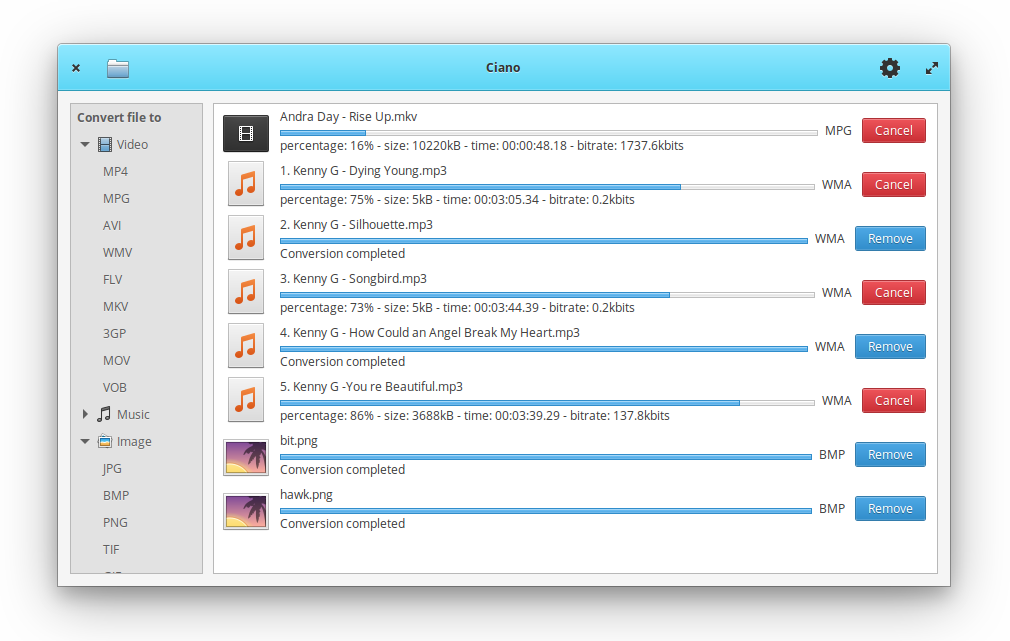 Ciano
Convert file to
Video
MP4
MPG
AVI
WMV
FLV
MKV
3GP
MOV
VOB
Music
Image
JPG
BMP
PNG
TIF
Andra Day - Rise Up.mkv
MPG
Cancel
percentage: 16% - size: 10220kB - time: 00:00:48.18 - bitrate: 1737.6kbits
1. Kenny G - Dying Young.mp3
WMA
Cancel
percentage: 75% - size: 5kB - time: 00:03:05.34 - bitrate: 0.2kbits
2. Kenny G - Silhouette.mp3
WMA
Remove
Conversion completed
3. Kenny G - Songbird.mp3
WMA
Cancel
percentage: 73% - size: 5kB - time: 00:03:44.39 - bitrate: 0.2kbits
4. Kenny G - How Could an Angel Break My Heart.mp3
WMA
Remove
Conversion completed
5. Kenny G -You re Beautiful.mp3
WMA
Cancel
percentage: 86% - size: 3688kB - time: 00:03:39.29 - bitrate: 137.8kbits
bit.png
BMP
Remove
Conversion completed
hawk.png
BMP
Remove
Conversion completed